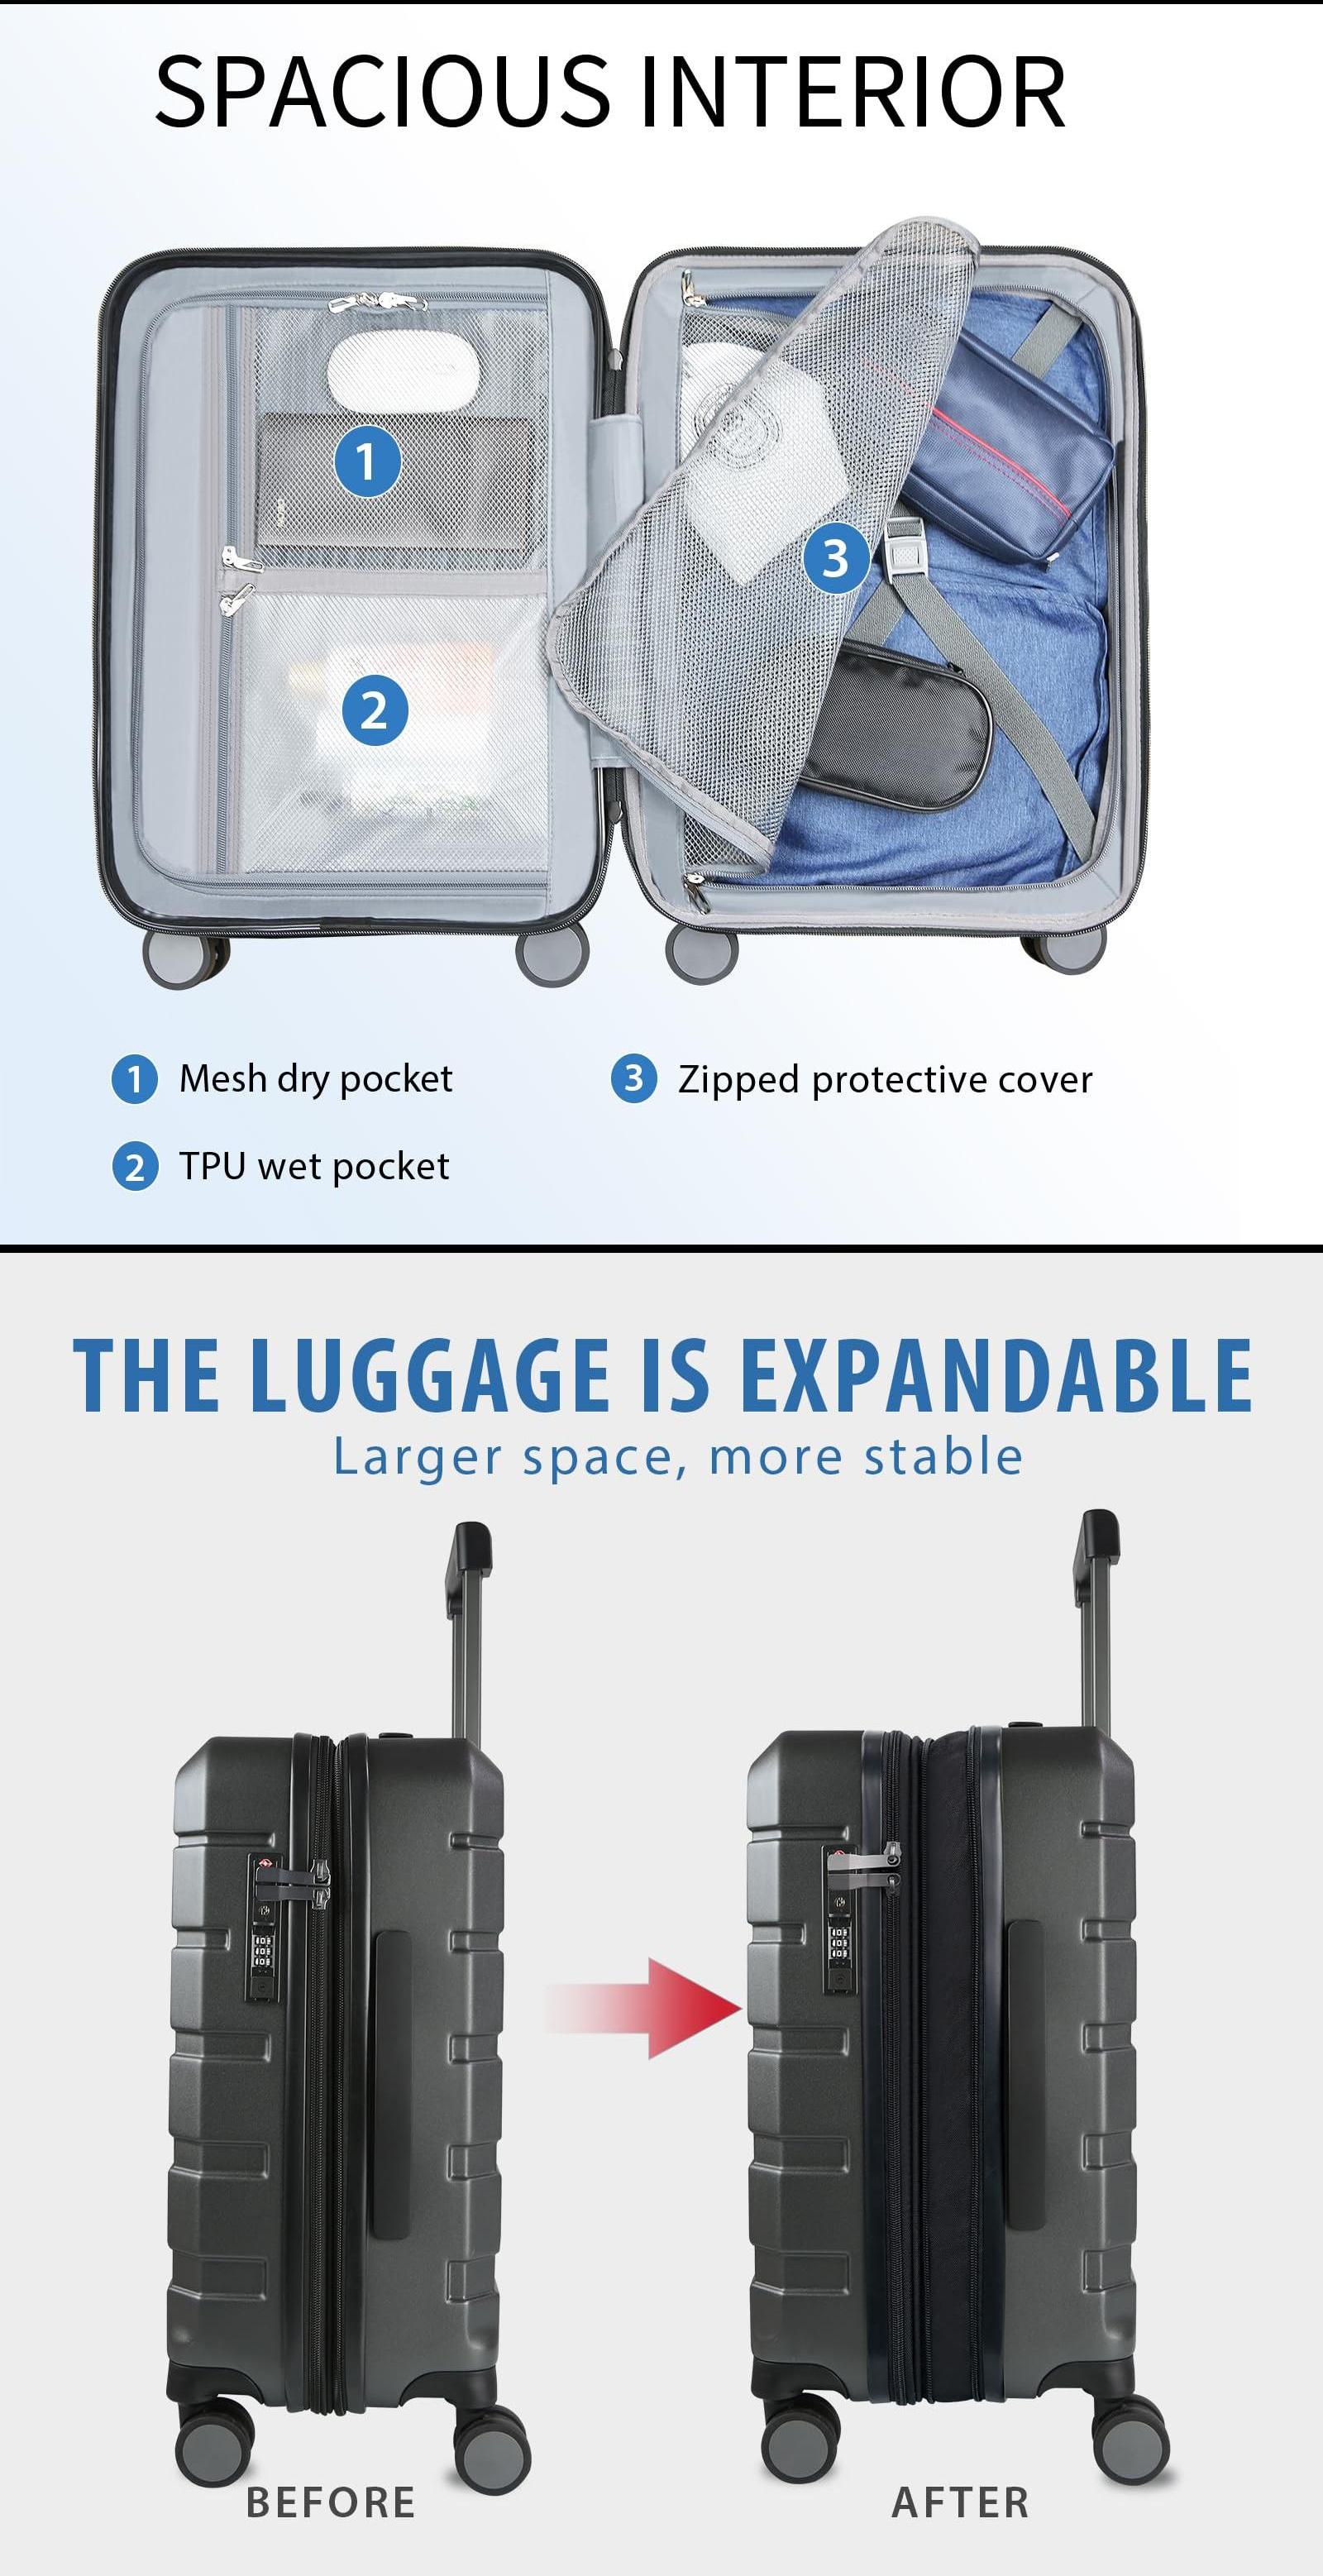 SPACIOUS INTERIOR
1
2
3
1 Mesh dry pocket
3 Zipped protective cover
2 TPU wet pocket
THE LUGGAGE IS EXPANDABLE
Larger space, more stable
BEFORE
AFTER